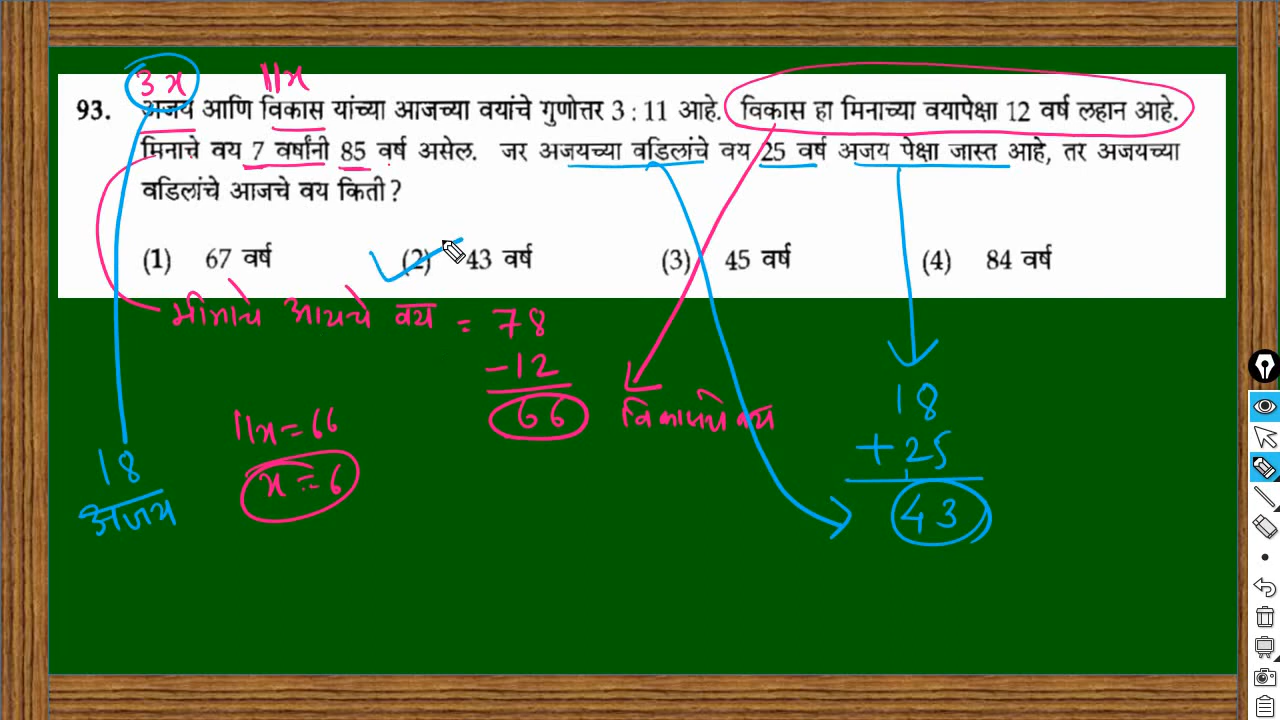 3x 11x
93. अजय आणि विकास यांच्या आजच्या वयांचे गुणोत्तर 3 : 11 आहे. विकास हा मिनाच्या वयापेक्षा 12 वर्ष लहान आहे.
मिनाचे वय 7 वर्षांनी 85 वर्ष असेल. जर अजयच्या वडिलांचे वय 25 वर्ष अजय पेक्षा जास्त आहे, तर अजयच्या
वडिलांचे आजचे वय किती?
(1) 67 वर्ष (2) 43 वर्ष (3) 45 वर्ष (4) 84 वर्ष
मीनाचे आजचे वय = 78
-12
66 विकासचे वय
11x = 66
x = 6
18
अजय
18
+25
43